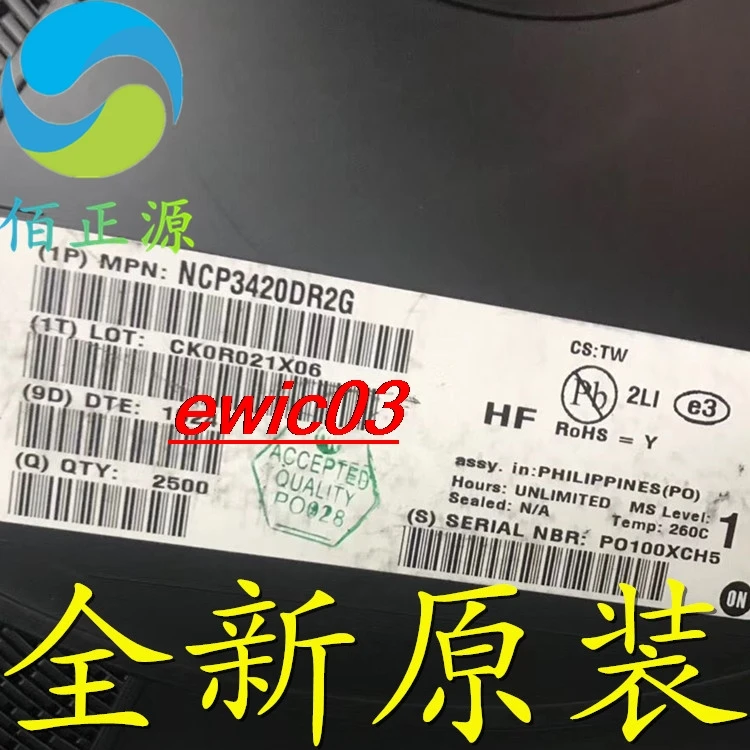 佰正源
(1P) MPN: NCP3420DR2G
(1T) LOT: CK0R021X06
(9D) DTE:
ewic03
(Q) QTY: 2500
ACCEPTED
QUALITY
PO028
CS:TW
Pb
2LI
e3
HF
RoHS = Y
assy. in:PHILIPPINES(PO)
Hours: UNLIMITED MS Level: 1
Sealed: N/A Temp: 260C
(S) SERIAL NBR: PO100XCH5
ON
全新原装